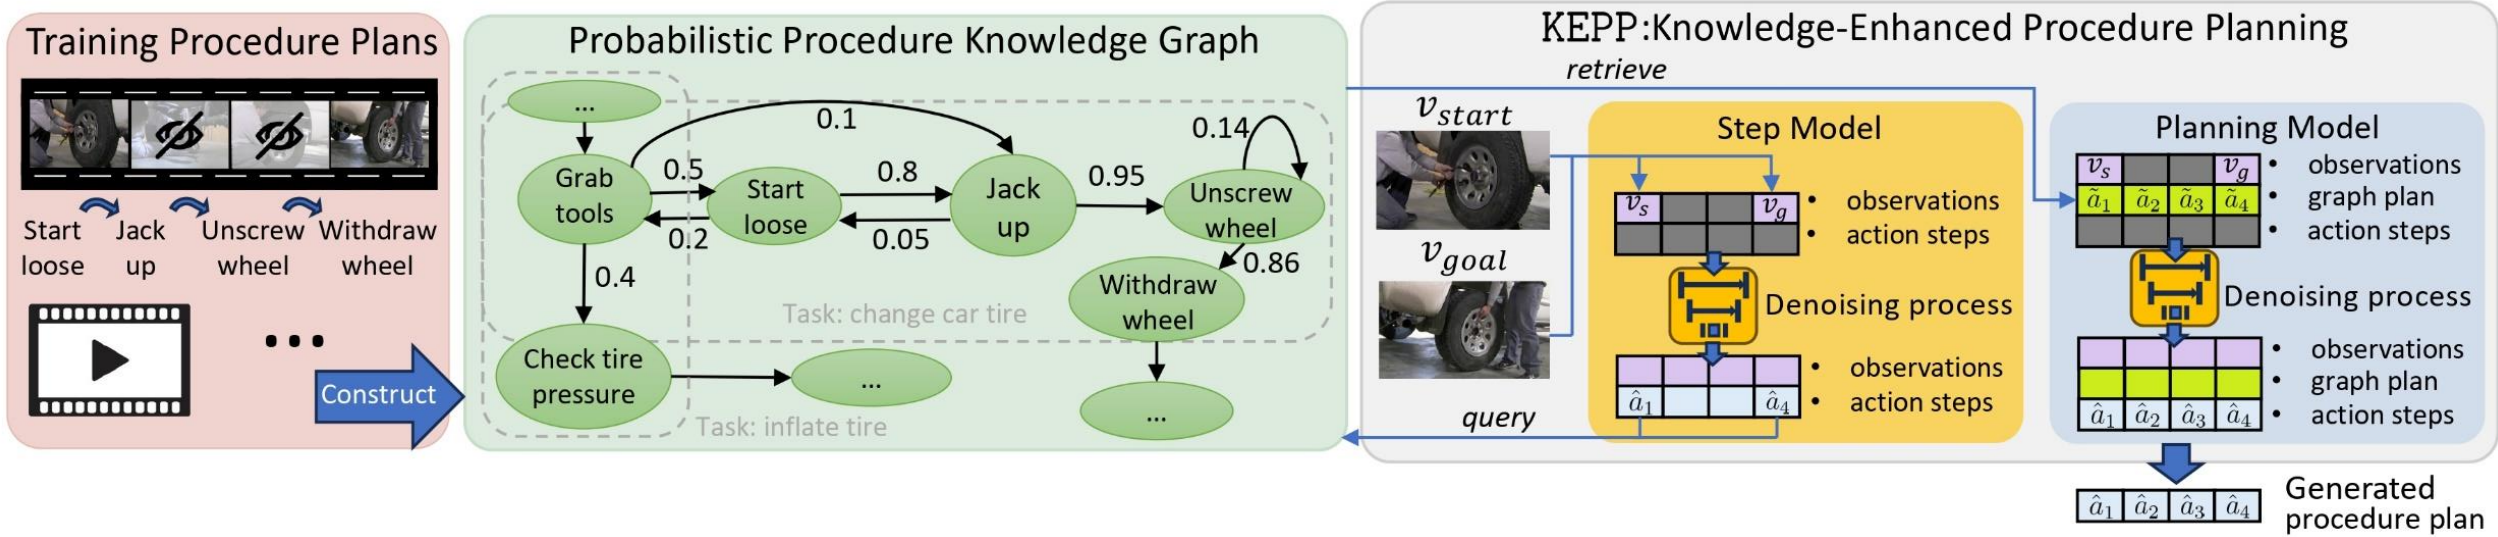 Training Procedure Plans
Start
loose
Jack
up
Unscrew
wheel
Withdraw
wheel
...
Construct
Probabilistic Procedure Knowledge Graph
...
Grab
tools
0.1
0.5
0.2
Start
loose
0.8
0.05
Jack
up
0.95
0.14
Unscrew
wheel
0.86
Withdraw
wheel
0.4
Task: change car tire
Check tire
pressure
...
...
Task: inflate tire
KEPP:Knowledge-Enhanced Procedure Planning
retrieve
v_start
v_goal
query
Step Model
v_s v_g
• observations
• action steps
Denoising process
• observations
â_1 â_4 • action steps
Planning Model
v_s v_g • observations
ã_1 ã_2 ã_3 ã_4 • graph plan
• action steps
Denoising process
• observations
• graph plan
â_1 â_2 â_3 â_4 • action steps
â_1 â_2 â_3 â_4
Generated
procedure plan